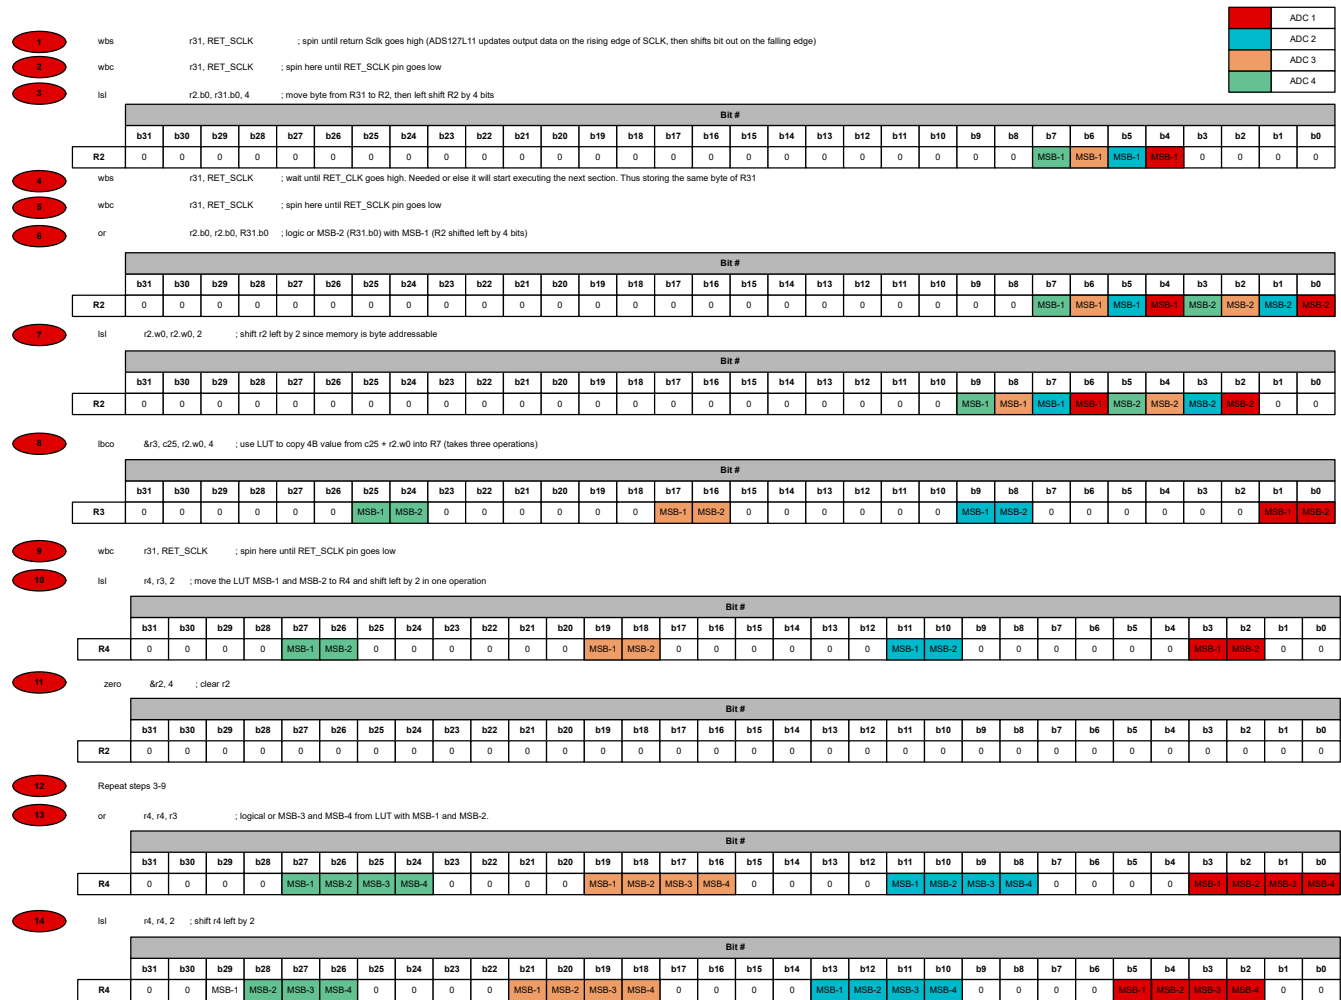 ADC 1
ADC 2
ADC 3
ADC 4
1 wbs r31, RET_SCLK ; spin until return Sclk goes high (ADS127L11 updates output data on the rising edge of SCLK, then shifts bit out on the falling edge)
2 wbc r31, RET_SCLK ; spin here until RET_SCLK pin goes low
3 lsl r2.b0, r31.b0, 4 ; move byte from R31 to R2, then left shift R2 by 4 bits
Bit #
b31 b30 b29 b28 b27 b26 b25 b24 b23 b22 b21 b20 b19 b18 b17 b16 b15 b14 b13 b12 b11 b10 b9 b8 b7 b6 b5 b4 b3 b2 b1 b0
R2 0 0 0 0 0 0 0 0 0 0 0 0 0 0 0 0 0 0 0 0 0 0 0 0 MSB-1 MSB-1 MSB-1 MSB-1 0 0 0 0
4 wbs r31, RET_SCLK ; wait until RET_CLK goes high. Needed or else it will start executing the next section. Thus storing the same byte of R31
5 wbc r31, RET_SCLK ; spin here until RET_SCLK pin goes low
6 or r2.b0, r2.b0, R31.b0 ; logic or MSB-2 (R31.b0) with MSB-1 (R2 shifted left by 4 bits)
Bit #
b31 b30 b29 b28 b27 b26 b25 b24 b23 b22 b21 b20 b19 b18 b17 b16 b15 b14 b13 b12 b11 b10 b9 b8 b7 b6 b5 b4 b3 b2 b1 b0
R2 0 0 0 0 0 0 0 0 0 0 0 0 0 0 0 0 0 0 0 0 0 0 0 0 MSB-1 MSB-1 MSB-1 MSB-1 MSB-2 MSB-2 MSB-2 MSB-2
7 lsl r2.w0, r2.w0, 2 ; shift r2 left by 2 since memory is byte addressable
Bit #
b31 b30 b29 b28 b27 b26 b25 b24 b23 b22 b21 b20 b19 b18 b17 b16 b15 b14 b13 b12 b11 b10 b9 b8 b7 b6 b5 b4 b3 b2 b1 b0
R2 0 0 0 0 0 0 0 0 0 0 0 0 0 0 0 0 0 0 0 0 0 0 MSB-1 MSB-1 MSB-1 MSB-1 MSB-2 MSB-2 MSB-2 MSB-2 0 0
8 lbco &r3, c25, r2.w0, 4 ; use LUT to copy 4B value from c25 + r2.w0 into R7 (takes three operations)
Bit #
b31 b30 b29 b28 b27 b26 b25 b24 b23 b22 b21 b20 b19 b18 b17 b16 b15 b14 b13 b12 b11 b10 b9 b8 b7 b6 b5 b4 b3 b2 b1 b0
R3 0 0 0 0 0 0 MSB-1 MSB-2 0 0 0 0 0 0 MSB-1 MSB-2 0 0 0 0 0 0 MSB-1 MSB-2 0 0 0 0 0 0 MSB-1 MSB-2
9 wbc r31, RET_SCLK ; spin here until RET_SCLK pin goes low
10 lsl r4, r3, 2 ; move the LUT MSB-1 and MSB-2 to R4 and shift left by 2 in one operation
Bit #
b31 b30 b29 b28 b27 b26 b25 b24 b23 b22 b21 b20 b19 b18 b17 b16 b15 b14 b13 b12 b11 b10 b9 b8 b7 b6 b5 b4 b3 b2 b1 b0
R4 0 0 0 0 MSB-1 MSB-2 0 0 0 0 0 0 MSB-1 MSB-2 0 0 0 0 0 0 MSB-1 MSB-2 0 0 0 0 0 0 MSB-1 MSB-2 0 0
11 zero &r2, 4 ; clear r2
Bit #
b31 b30 b29 b28 b27 b26 b25 b24 b23 b22 b21 b20 b19 b18 b17 b16 b15 b14 b13 b12 b11 b10 b9 b8 b7 b6 b5 b4 b3 b2 b1 b0
R2 0 0 0 0 0 0 0 0 0 0 0 0 0 0 0 0 0 0 0 0 0 0 0 0 0 0 0 0 0 0 0 0
12 Repeat steps 3-9
13 or r4, r4, r3 ; logical or MSB-3 and MSB-4 from LUT with MSB-1 and MSB-2.
Bit #
b31 b30 b29 b28 b27 b26 b25 b24 b23 b22 b21 b20 b19 b18 b17 b16 b15 b14 b13 b12 b11 b10 b9 b8 b7 b6 b5 b4 b3 b2 b1 b0
R4 0 0 0 0 MSB-1 MSB-2 MSB-3 MSB-4 0 0 0 0 MSB-1 MSB-2 MSB-3 MSB-4 0 0 0 0 MSB-1 MSB-2 MSB-3 MSB-4 0 0 0 0 MSB-1 MSB-2 MSB-3 MSB-4
14 lsl r4, r4, 2 ; shift r4 left by 2
Bit #
b31 b30 b29 b28 b27 b26 b25 b24 b23 b22 b21 b20 b19 b18 b17 b16 b15 b14 b13 b12 b11 b10 b9 b8 b7 b6 b5 b4 b3 b2 b1 b0
R4 0 0 MSB-1 MSB-2 MSB-3 MSB-4 0 0 0 0 MSB-1 MSB-2 MSB-3 MSB-4 0 0 0 0 MSB-1 MSB-2 MSB-3 MSB-4 0 0 0 0 MSB-1 MSB-2 MSB-3 MSB-4 0 0